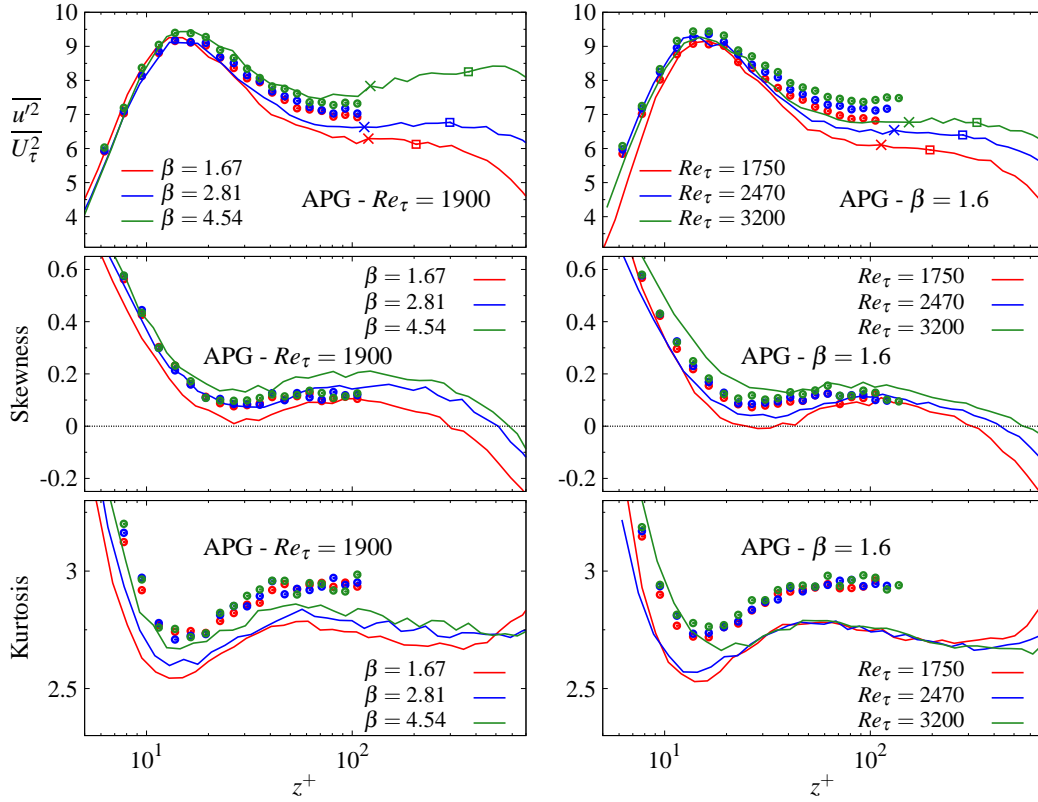 10
9
8
7
6
5
4
u′2
U2τ
β = 1.67
β = 2.81
β = 4.54
APG - Reτ = 1900
10
9
8
7
6
5
4
Reτ = 1750
Reτ = 2470
Reτ = 3200
APG - β = 1.6
0.6
0.4
0.2
0
-0.2
Skewness
β = 1.67
β = 2.81
β = 4.54
APG - Reτ = 1900
0.6
0.4
0.2
0
-0.2
Reτ = 1750
Reτ = 2470
Reτ = 3200
APG - β = 1.6
3
2.5
Kurtosis
APG - Reτ = 1900
β = 1.67
β = 2.81
β = 4.54
101 102
z+
3
2.5
APG - β = 1.6
Reτ = 1750
Reτ = 2470
Reτ = 3200
101 102
z+